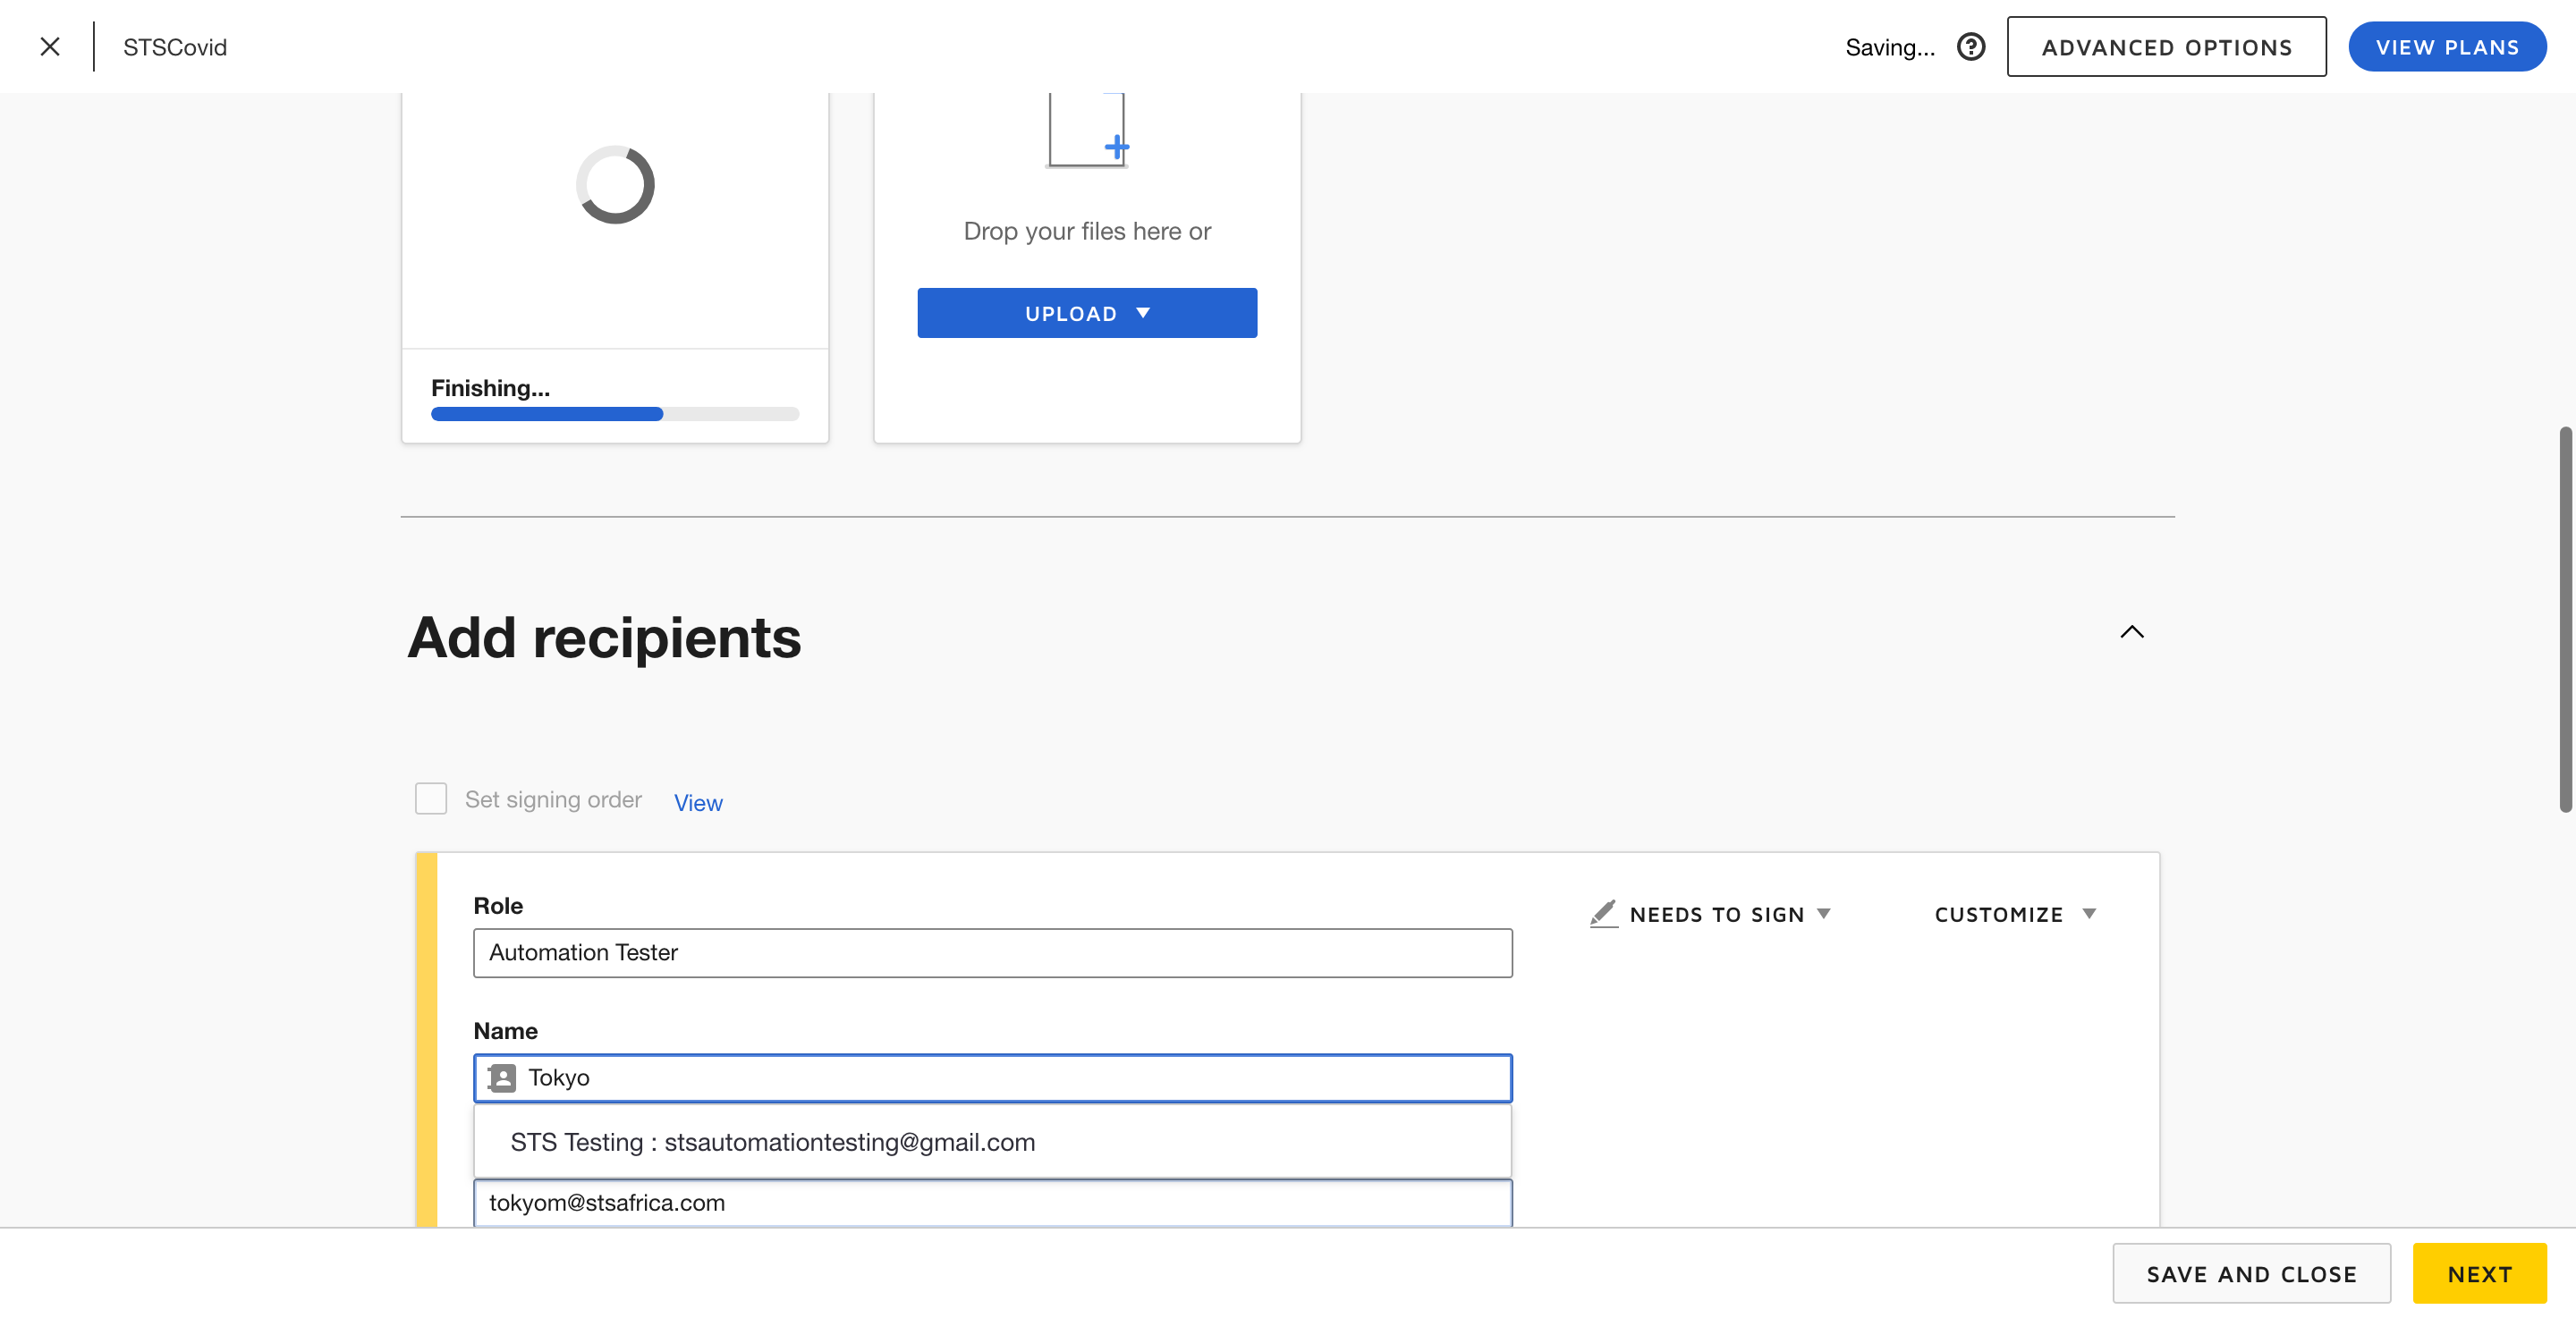 STSCovid
Saving...
ADVANCED OPTIONS
VIEW PLANS
Drop your files here or
UPLOAD
Finishing...
Add recipients
Set signing order
View
Role
NEEDS TO SIGN
CUSTOMIZE
Automation Tester
Name
Tokyo
STS Testing : stsautomationtesting@gmail.com
tokyom@stsafrica.com
SAVE AND CLOSE
NEXT